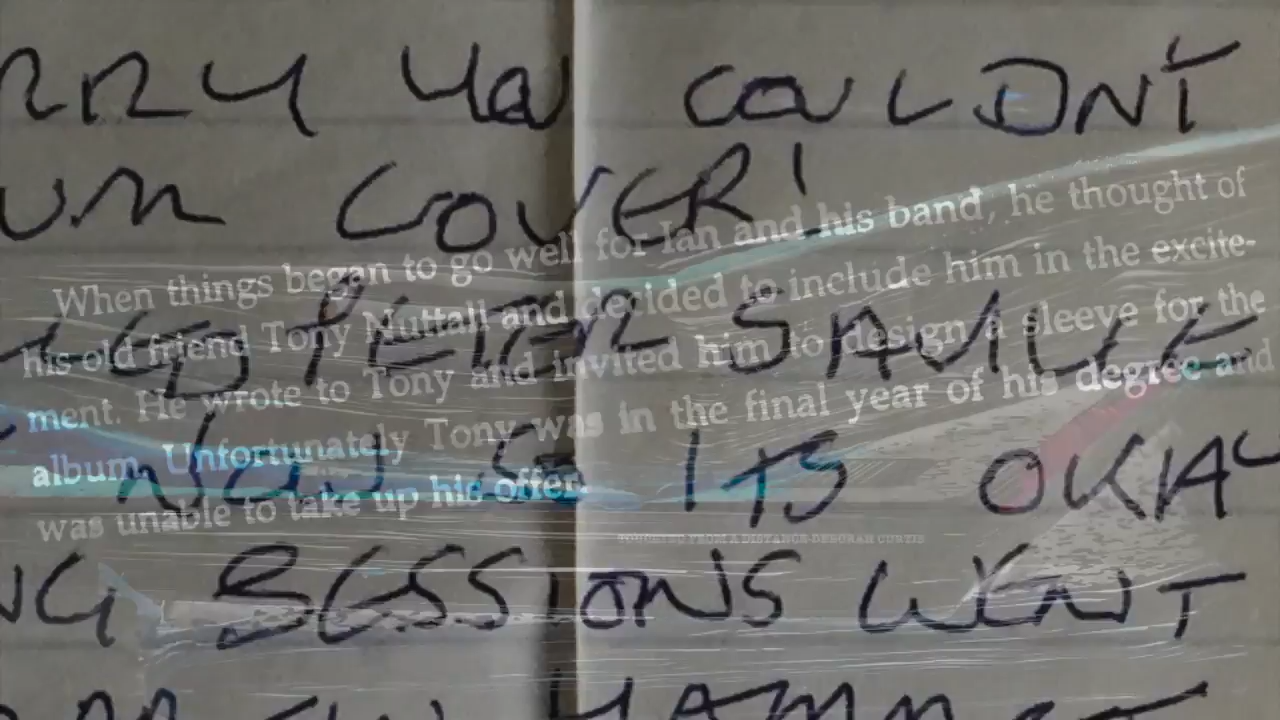 YOU COULDNT
COVER!
PETER SAVILLE
NOW ITS OKAY
SESSIONS WENT
When things began to go well for Ian and his band, he thought of
his old friend Tony Nuttall and decided to include him in the excite-
ment. He wrote to Tony and invited him to design a sleeve for the
album. Unfortunately Tony was in the final year of his degree and
was unable to take up his offer.
TOUCHING FROM A DISTANCE-DEBORAH CURTIS